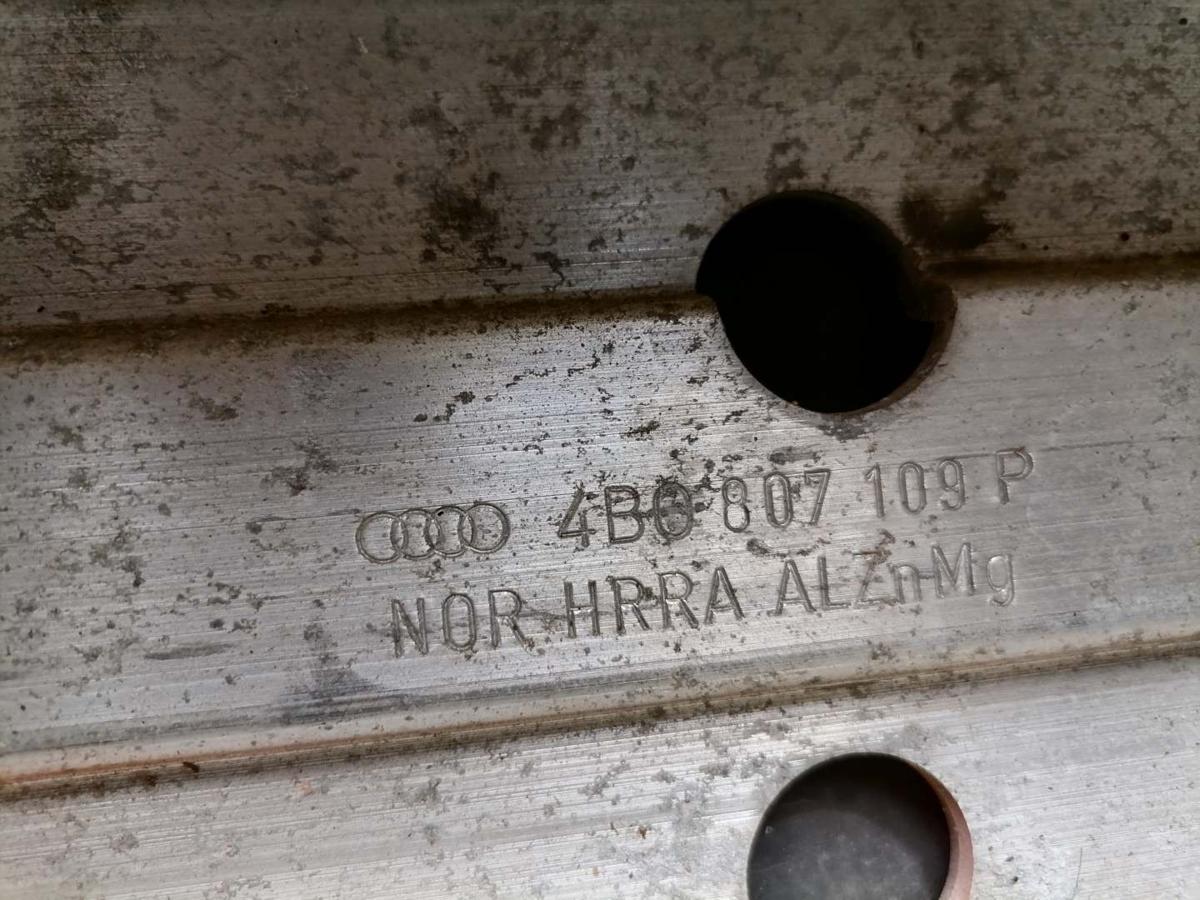 4B0 807 109 P
NOR HRRA ALZnMg